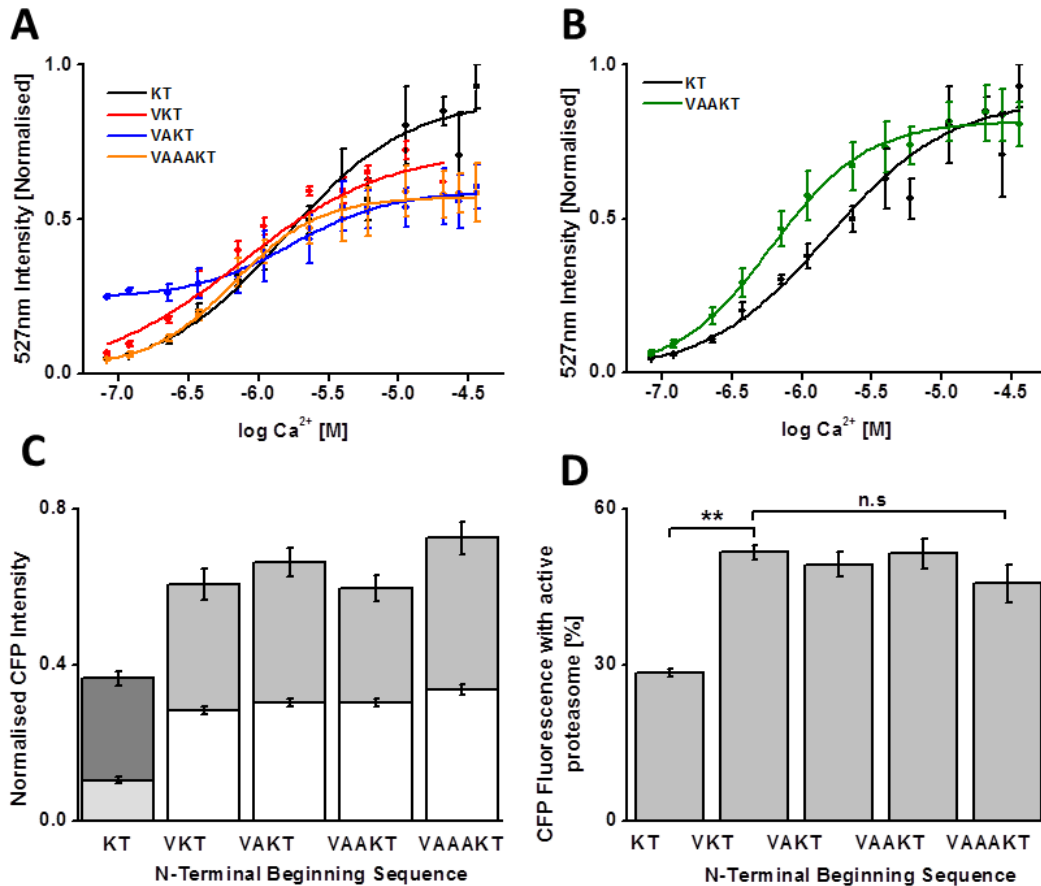 A
527nm Intensity [Normalised]
1.0
0.5
0.0
KT
VKT
VAKT
VAAAKT
-7.0 -6.5 -6.0 -5.5 -5.0 -4.5
log Ca²⁺ [M]
B
527nm Intensity [Normalised]
1.0
0.5
0.0
KT
VAAKT
-7.0 -6.5 -6.0 -5.5 -5.0 -4.5
log Ca²⁺ [M]
C
Normalised CFP Intensity
0.8
0.4
0.0
KT VKT VAKT VAAKT VAAAKT
N-Terminal Beginning Sequence
D
CFP Fluorescence with active
proteasome [%]
60
30
0
**
n.s
KT VKT VAKT VAAKT VAAAKT
N-Terminal Beginning Sequence